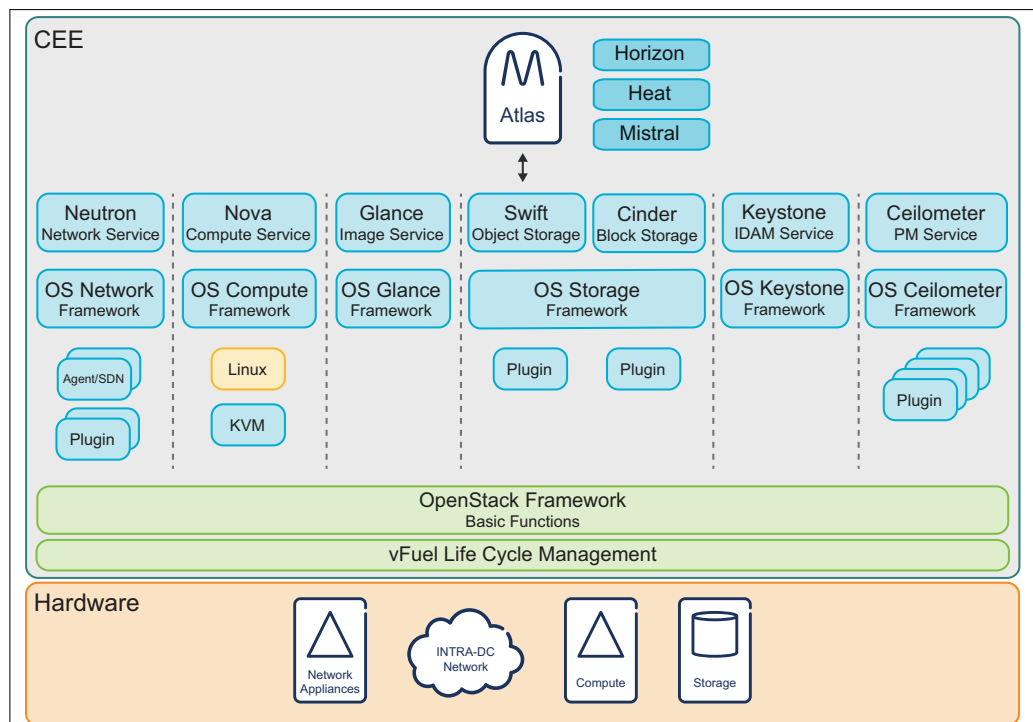 CEE
Atlas
Horizon
Heat
Mistral
Neutron
Network Service
Nova
Compute Service
Glance
Image Service
Swift
Object Storage
Cinder
Block Storage
Keystone
IDAM Service
Ceilometer
PM Service
OS Network
Framework
OS Compute
Framework
OS Glance
Framework
OS Storage
Framework
OS Keystone
Framework
OS Ceilometer
Framework
Agent/SDN
Plugin
Linux
KVM
Plugin
Plugin
Plugin
OpenStack Framework
Basic Functions
vFuel Life Cycle Management
Hardware
Network
Appliances
INTRA-DC
Network
Compute
Storage